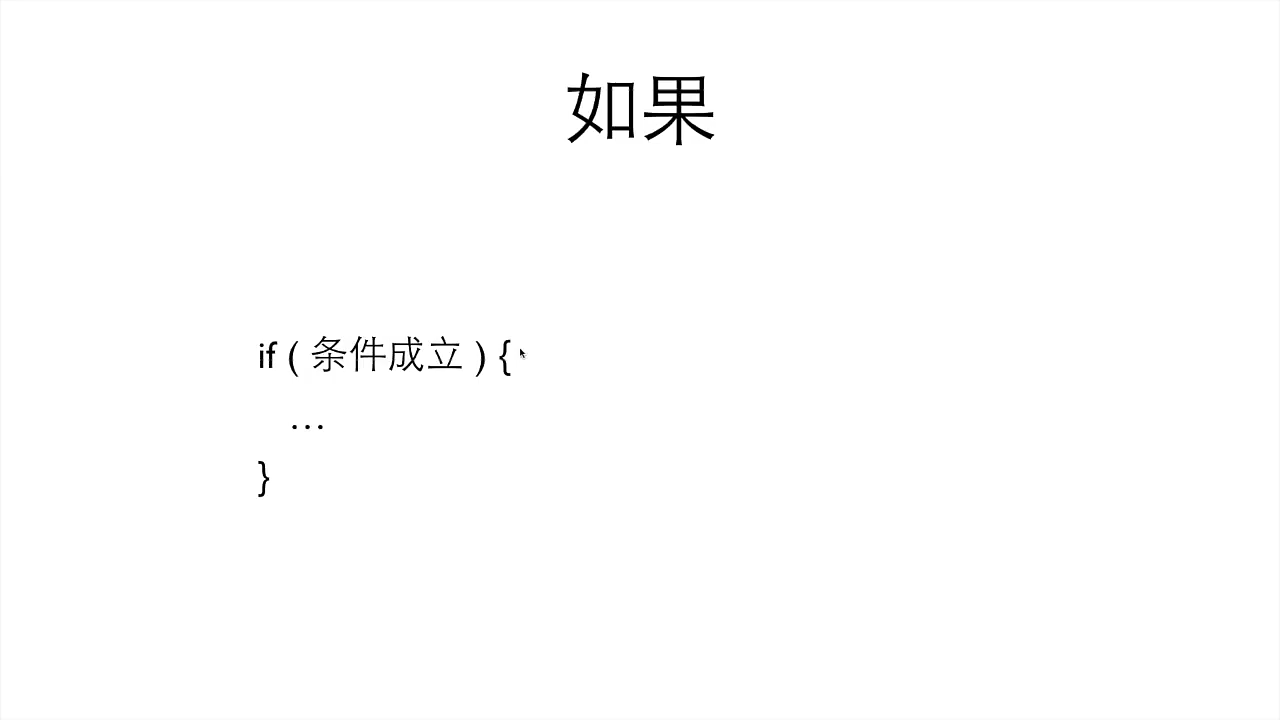 如果
if ( 条件成立 ) {
…
}